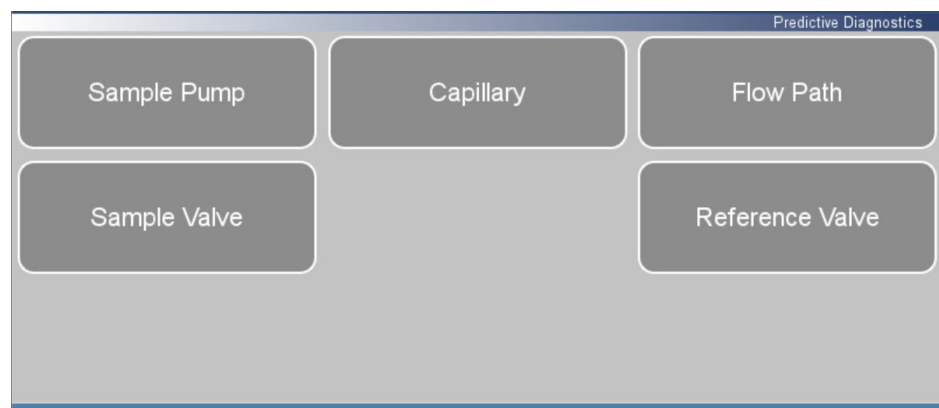 Predictive Diagnostics
Sample Pump
Capillary
Flow Path
Sample Valve
Reference Valve